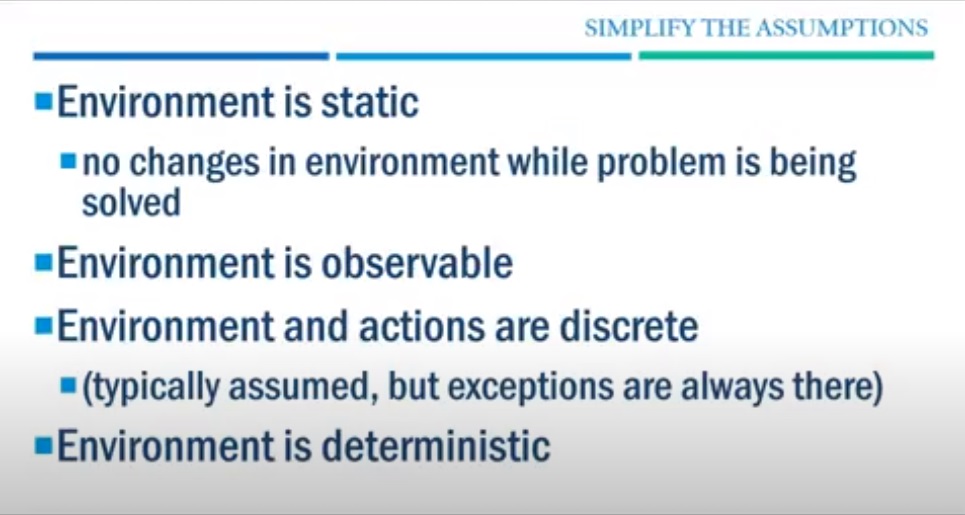 SIMPLIFY THE ASSUMPTIONS
Environment is static
no changes in environment while problem is being
solved
Environment is observable
Environment and actions are discrete
(typically assumed, but exceptions are always there)
Environment is deterministic